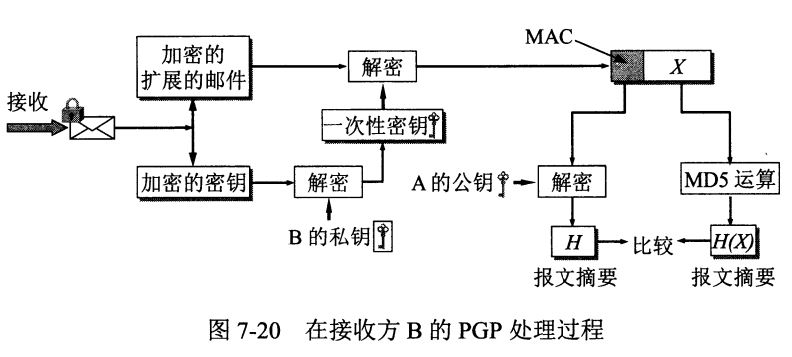 接收
加密的
扩展的邮件
解密
MAC
X
一次性密钥
加密的密钥
解密
B 的私钥
A 的公钥
解密
MD5 运算
H
比较
H(X)
报文摘要
报文摘要
图 7-20 在接收方 B 的 PGP 处理过程